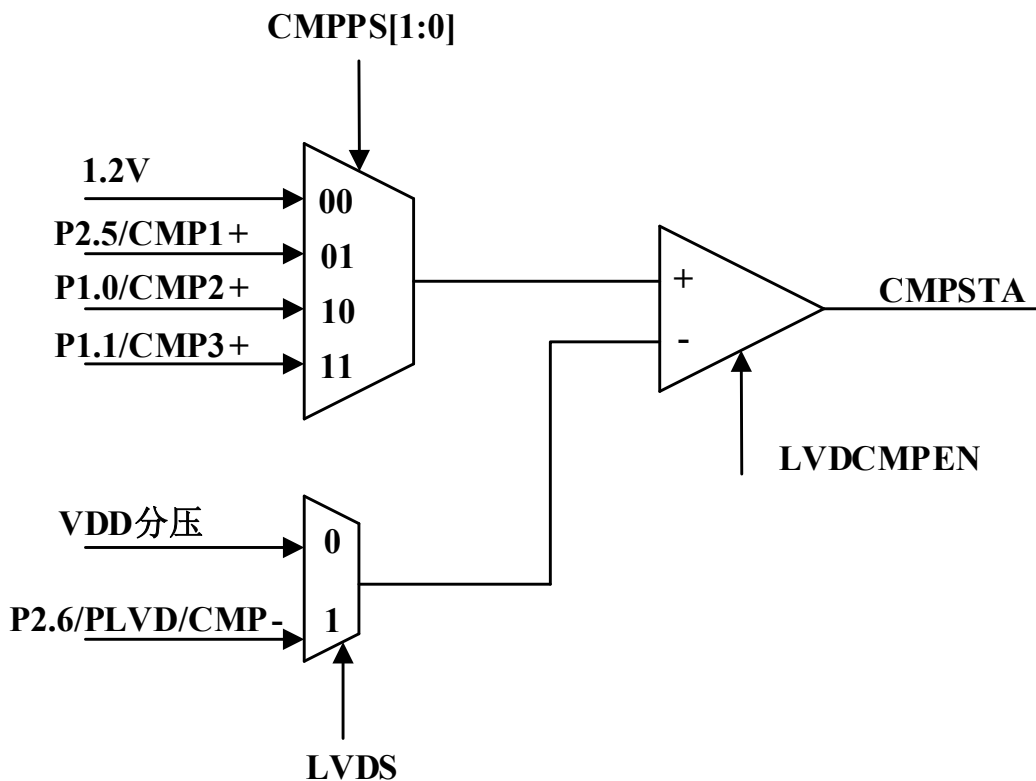 CMPPS[1:0]
1.2V
00
P2.5/CMP1+
01
P1.0/CMP2+
10
P1.1/CMP3+
11
+
-
CMPSTA
LVDCMPEN
VDD分压
0
P2.6/PLVD/CMP-
1
LVDS